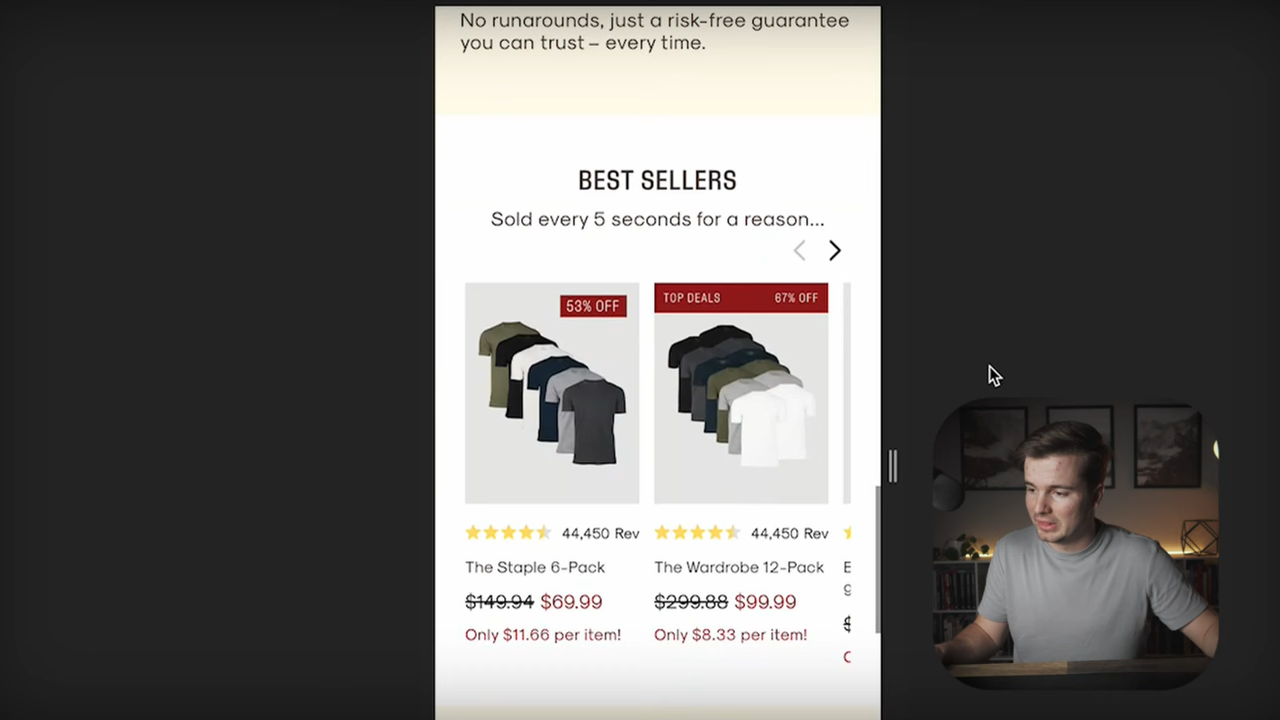 No runarounds, just a risk-free guarantee
you can trust – every time.
BEST SELLERS
Sold every 5 seconds for a reason...
53% OFF
TOP DEALS 67% OFF
44,450 Rev
44,450 Rev
The Staple 6-Pack
The Wardrobe 12-Pack
$149.94 $69.99
$299.88 $99.99
Only $11.66 per item!
Only $8.33 per item!